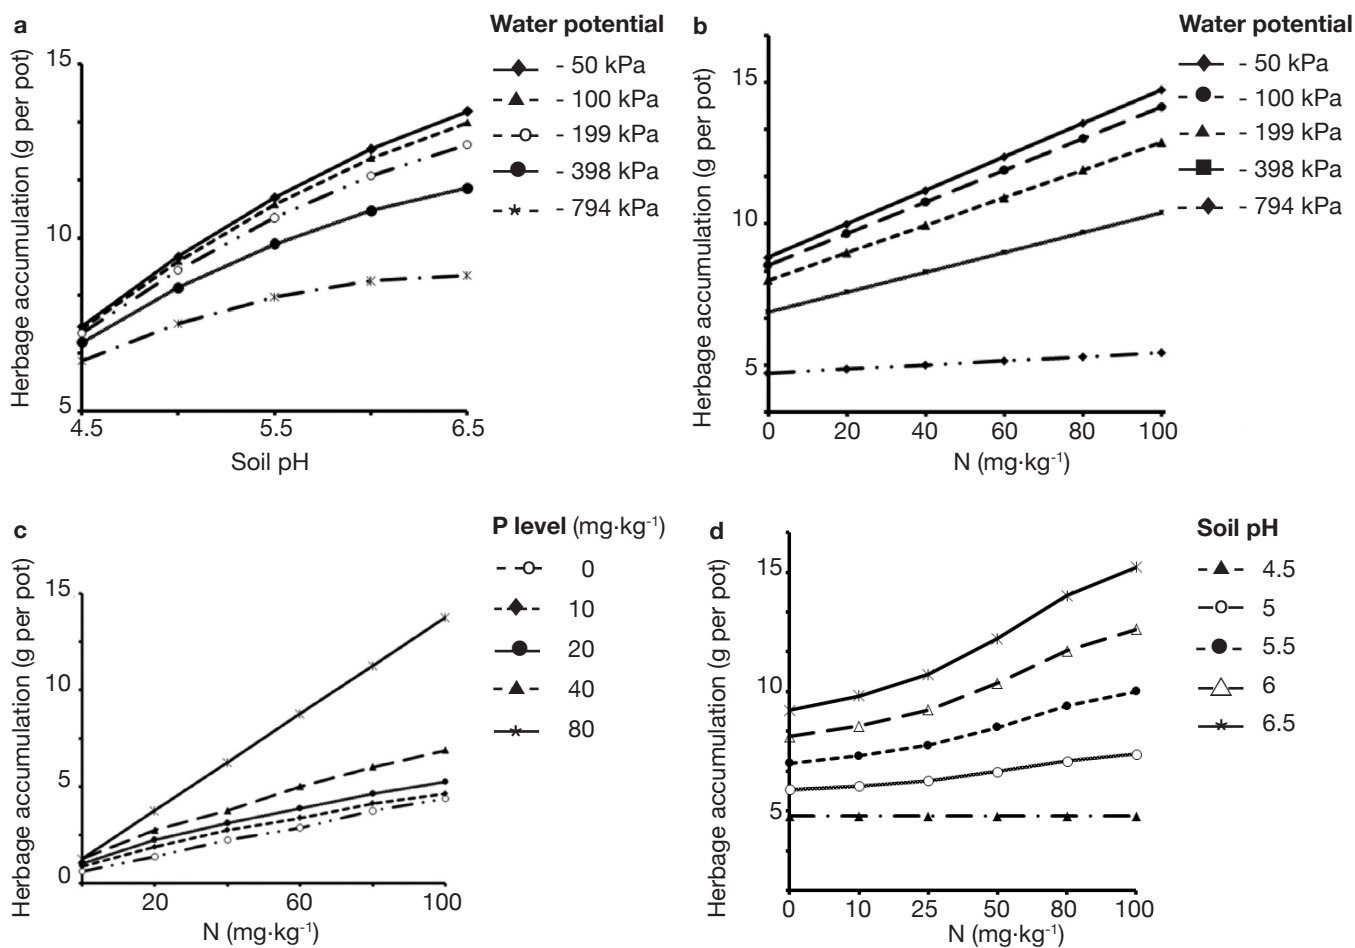 a
Water potential
- 50 kPa
- 100 kPa
- 199 kPa
- 398 kPa
- 794 kPa
Herbage accumulation (g per pot)
15
10
5
4.5 5.5 6.5
Soil pH
b
Water potential
- 50 kPa
- 100 kPa
- 199 kPa
- 398 kPa
- 794 kPa
Herbage accumulation (g per pot)
15
10
5
0 20 40 60 80 100
N (mg·kg⁻¹)
c
P level (mg·kg⁻¹)
0
10
20
40
80
Herbage accumulation (g per pot)
15
10
5
0
20 60 100
N (mg·kg⁻¹)
d
Soil pH
4.5
5
5.5
6
6.5
Herbage accumulation (g per pot)
15
10
5
0 10 25 50 80 100
N (mg·kg⁻¹)